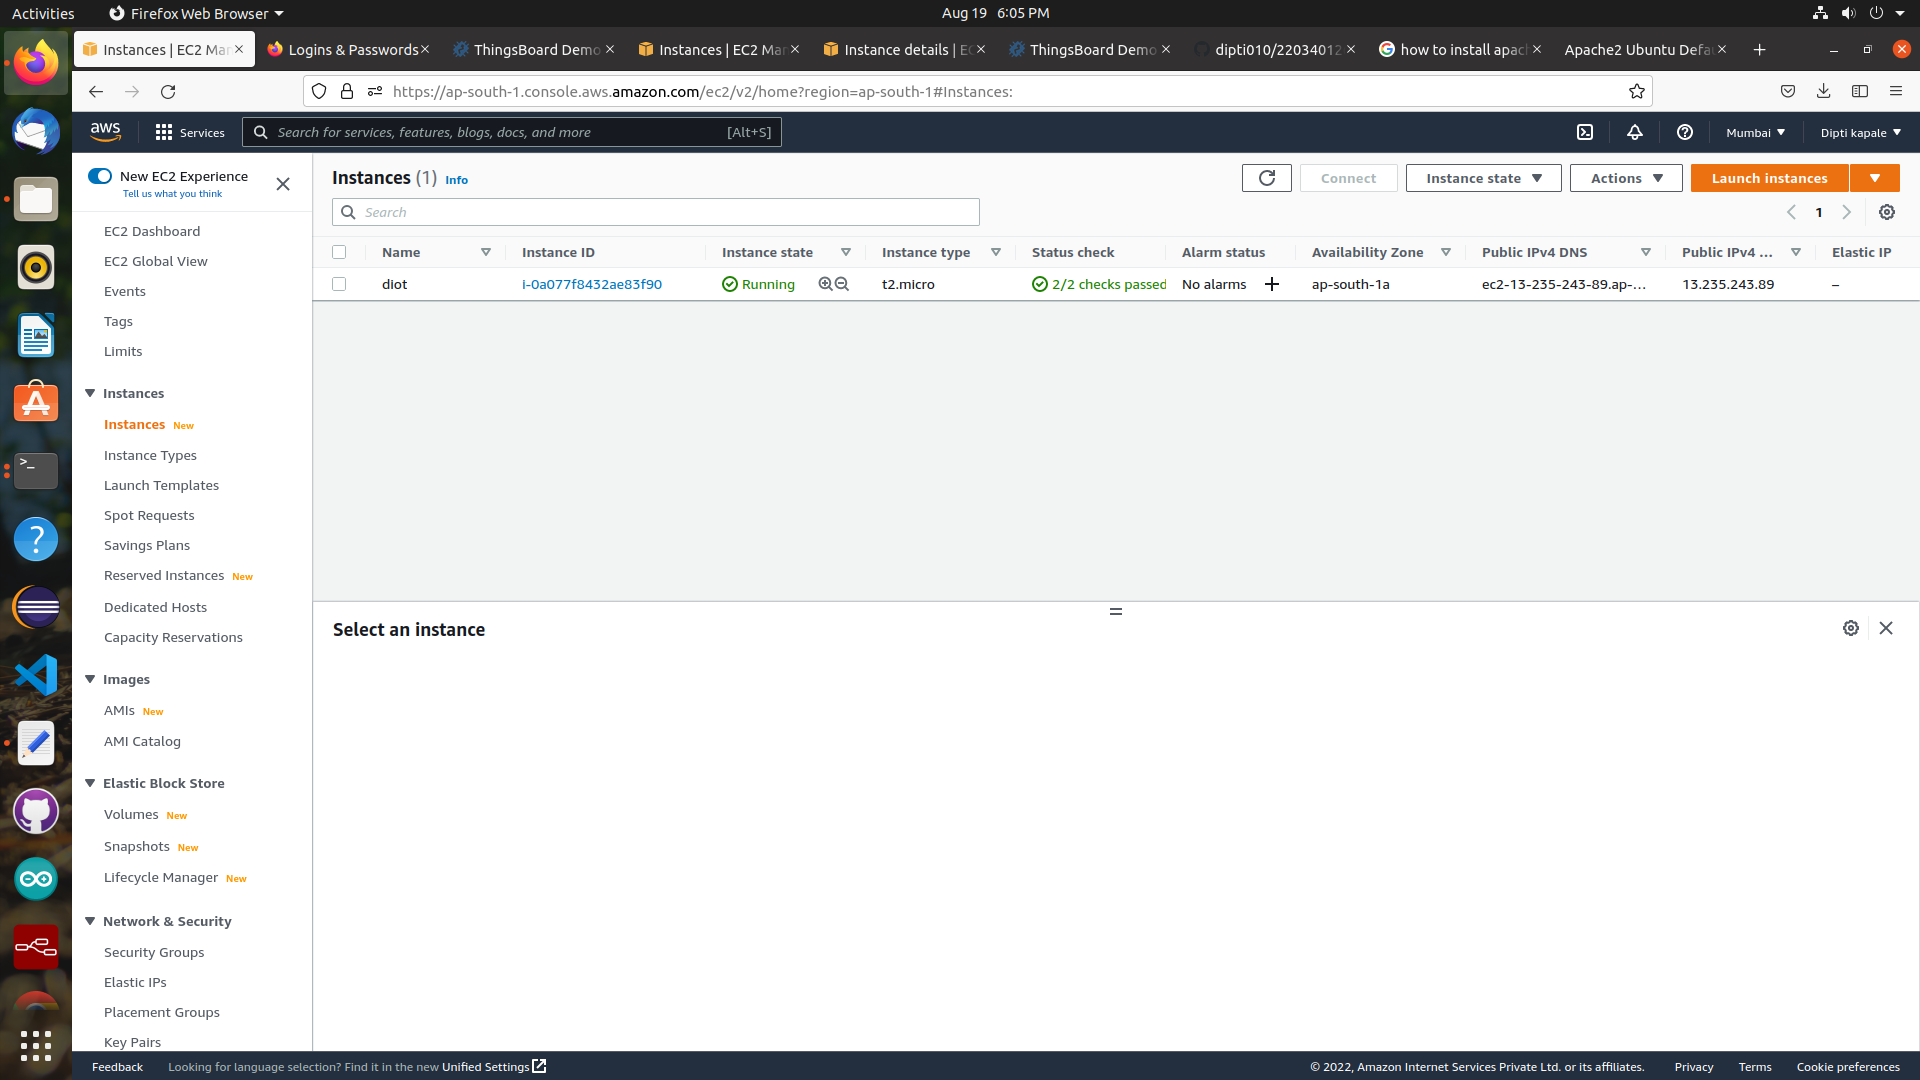 Activities
Firefox Web Browser
Aug 19 6:05 PM
Instances | EC2 Mar
Logins & Passwords
ThingsBoard Demo
Instances | EC2 Mar
Instance details | EC
ThingsBoard Demo
dipti010/22034012
how to install apac
Apache2 Ubuntu Defa
https://ap-south-1.console.aws.amazon.com/ec2/v2/home?region=ap-south-1#Instances:
aws
Services
Search for services, features, blogs, docs, and more
[Alt+S]
Mumbai
Dipti kapale
New EC2 Experience
Tell us what you think
EC2 Dashboard
EC2 Global View
Events
Tags
Limits
Instances
Instances New
Instance Types
Launch Templates
Spot Requests
Savings Plans
Reserved Instances New
Dedicated Hosts
Capacity Reservations
Images
AMIs New
AMI Catalog
Elastic Block Store
Volumes New
Snapshots New
Lifecycle Manager New
Network & Security
Security Groups
Elastic IPs
Placement Groups
Key Pairs
Instances (1) Info
Connect
Instance state
Actions
Launch instances
Search
1
Name
Instance ID
Instance state
Instance type
Status check
Alarm status
Availability Zone
Public IPv4 DNS
Public IPv4 ...
Elastic IP
diot
i-0a077f8432ae83f90
Running
t2.micro
2/2 checks passed
No alarms
ap-south-1a
ec2-13-235-243-89.ap-...
13.235.243.89
–
Select an instance
Feedback
Looking for language selection? Find it in the new Unified Settings
© 2022, Amazon Internet Services Private Ltd. or its affiliates.
Privacy
Terms
Cookie preferences